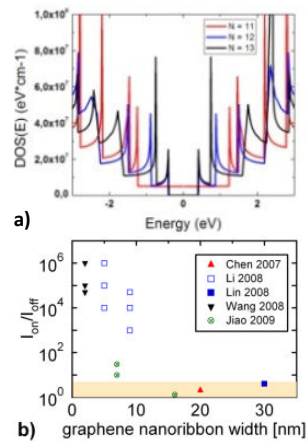 1,0x10⁸
8,0x10⁷
6,0x10⁷
4,0x10⁷
2,0x10⁷
0,0
DOS(E) (eV*cm-1)
N = 11
N = 12
N = 13
-2 0 2
Energy (eV)
a)
10⁶
10⁴
10²
10⁰
Ion/Ioff
Chen 2007
Li 2008
Lin 2008
Wang 2008
Jiao 2009
0 10 20 30
graphene nanoribbon width [nm]
b)